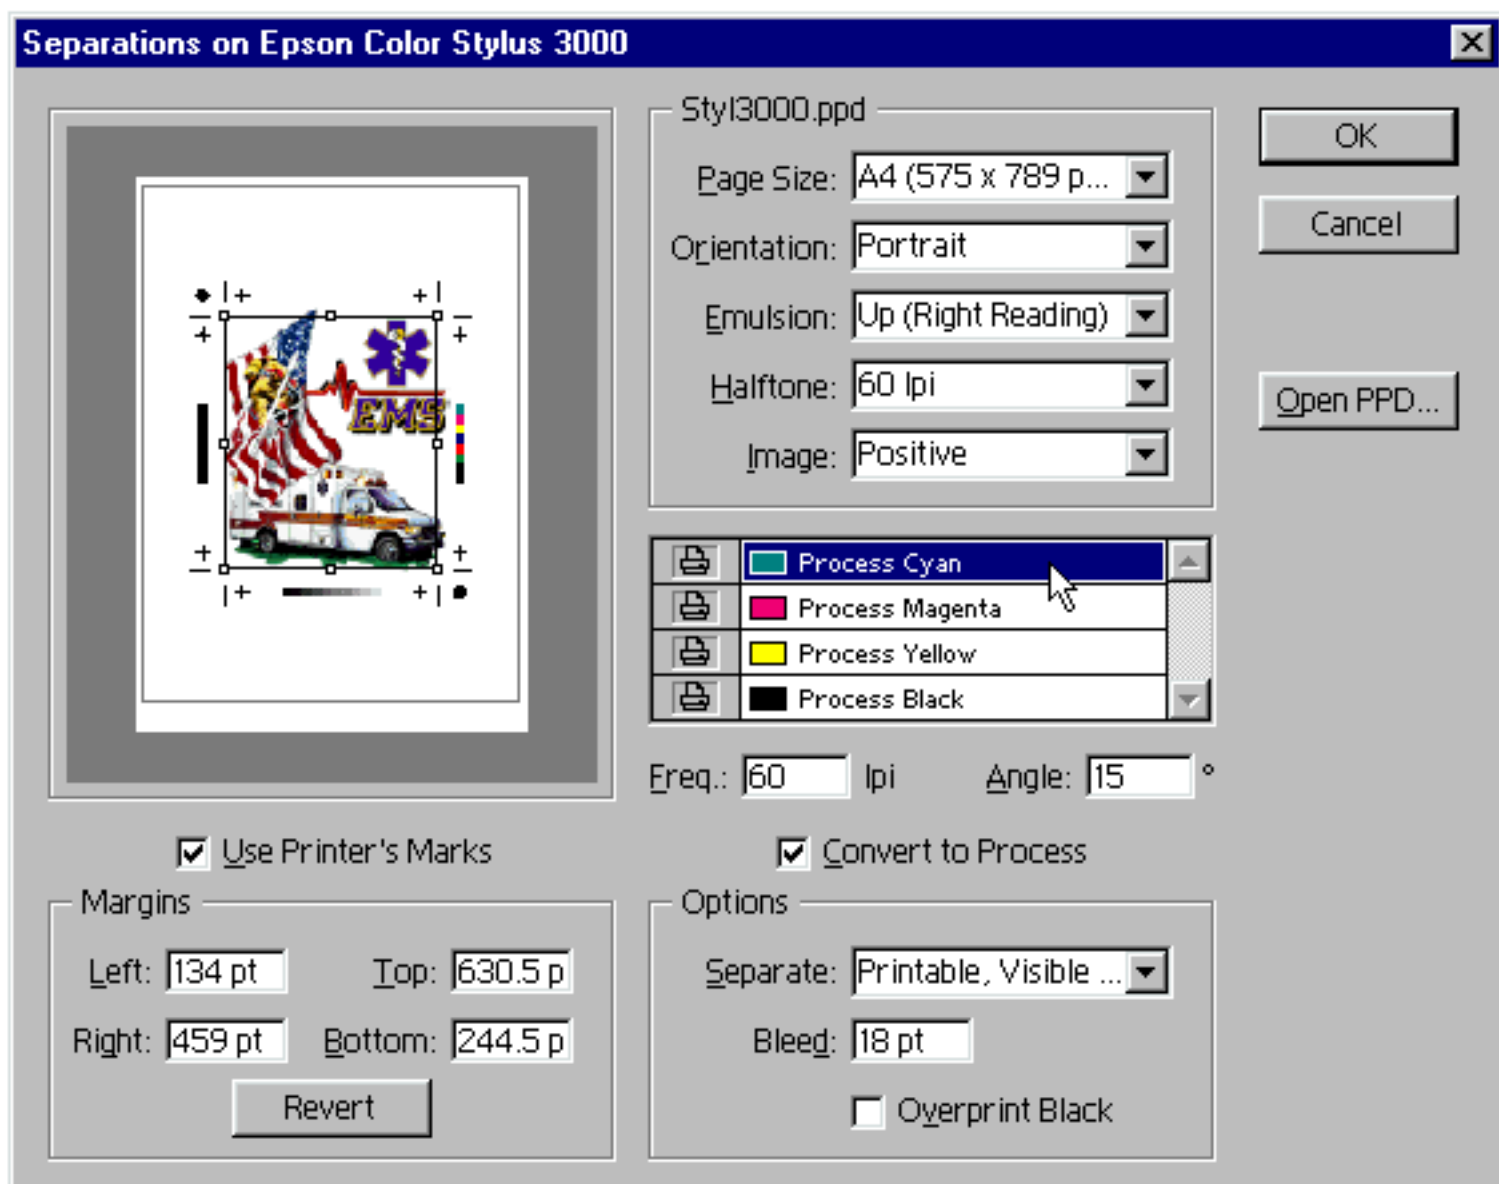 Separations on Epson Color Stylus 3000
Styl3000.ppd
Page Size: A4 (575 x 789 p...
Orientation: Portrait
Emulsion: Up (Right Reading)
Halftone: 60 lpi
Image: Positive
OK
Cancel
Open PPD...
EMS
Process Cyan
Process Magenta
Process Yellow
Process Black
Freq.: 60 lpi Angle: 15 °
Use Printer's Marks
Convert to Process
Margins
Left: 134 pt Top: 630.5 p
Right: 459 pt Bottom: 244.5 p
Revert
Options
Separate: Printable, Visible ...
Bleed: 18 pt
Overprint Black